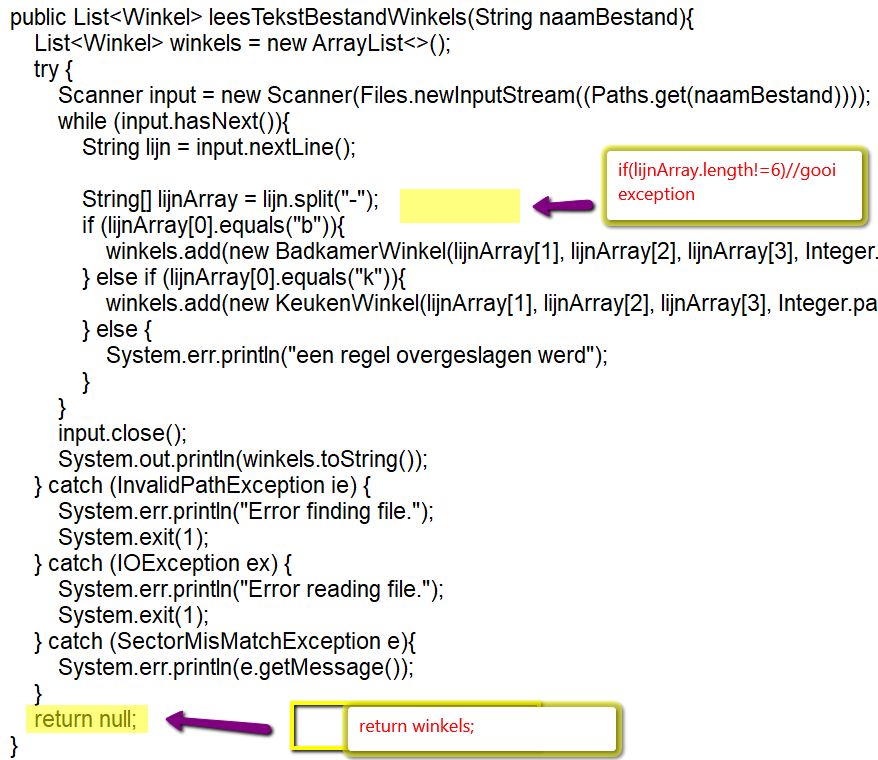 public List<Winkel> leesTekstBestandWinkels(String naamBestand){
List<Winkel> winkels = new ArrayList<>();
try {
Scanner input = new Scanner(Files.newInputStream((Paths.get(naamBestand))));
while (input.hasNext()){
String lijn = input.nextLine();
if(lijnArray.length!=6)//gooi
exception
String[] lijnArray = lijn.split("-");
if (lijnArray[0].equals("b")){
winkels.add(new BadkamerWinkel(lijnArray[1], lijnArray[2], lijnArray[3], Integer.
} else if (lijnArray[0].equals("k")){
winkels.add(new KeukenWinkel(lijnArray[1], lijnArray[2], lijnArray[3], Integer.pa
} else {
System.err.println("een regel overgeslagen werd");
}
}
input.close();
System.out.println(winkels.toString());
} catch (InvalidPathException ie) {
System.err.println("Error finding file.");
System.exit(1);
} catch (IOException ex) {
System.err.println("Error reading file.");
System.exit(1);
} catch (SectorMisMatchException e){
System.err.println(e.getMessage());
}
return null;
return winkels;
}